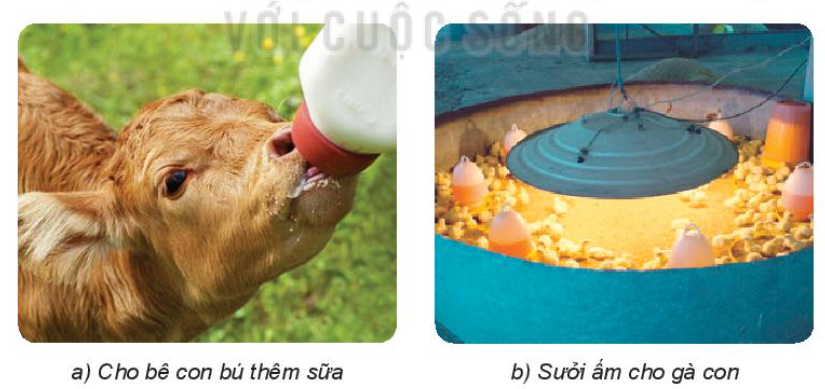 VỚI CUỘC SỐNG
a) Cho bê con bú thêm sữa
b) Sưởi ấm cho gà con